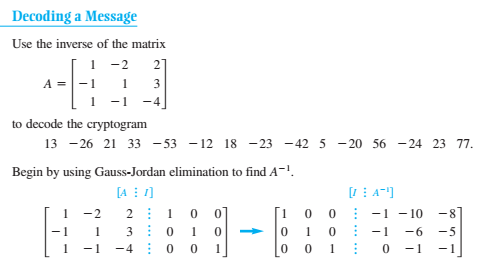 Decoding a Message
Use the inverse of the matrix
1 −2 2
A = −1 1 3
1 −1 −4
to decode the cryptogram
13 −26 21 33 −53 −12 18 −23 −42 5 −20 56 −24 23 77.
Begin by using Gauss-Jordan elimination to find A⁻¹.
[A ⋮ I] [I ⋮ A⁻¹]
1 −2 2 ⋮ 1 0 0 1 0 0 ⋮ −1 −10 −8
−1 1 3 ⋮ 0 1 0 → 0 1 0 ⋮ −1 −6 −5
1 −1 −4 ⋮ 0 0 1 0 0 1 ⋮ 0 −1 −1